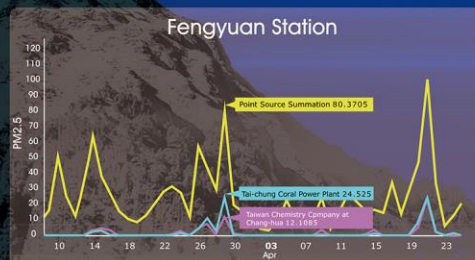 Fengyuan Station
PM2.5
120
110
100
90
80
70
60
50
40
30
20
10
0
Point Source Summation 80.3705
Tai-chung Coral Power Plant 24.525
Taiwan Chemistry Cpmpany at
Chang-hua 12.1085
10 14 18 22 26 30 03 07 09 11 15 19 23
Apr